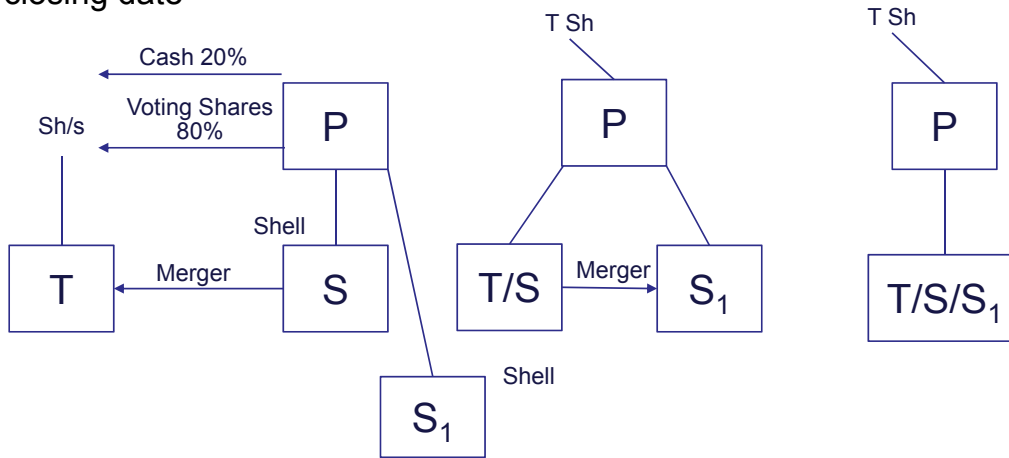 closing date
Cash 20%
Voting Shares
80%
Sh/s
P
Shell
T
Merger
S
Shell
S1
T Sh
P
T/S
Merger
S1
T Sh
P
T/S/S1